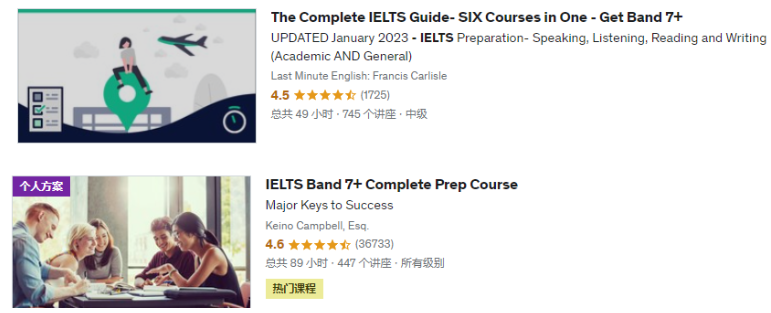 The Complete IELTS Guide- SIX Courses in One - Get Band 7+
UPDATED January 2023 - IELTS Preparation- Speaking, Listening, Reading and Writing
(Academic AND General)
Last Minute English: Francis Carlisle
4.5 (1725)
总共 49 小时 · 745 个讲座 · 中级
个人方案
IELTS Band 7+ Complete Prep Course
Major Keys to Success
Keino Campbell, Esq.
4.6 (36733)
总共 89 小时 · 447 个讲座 · 所有级别
热门课程